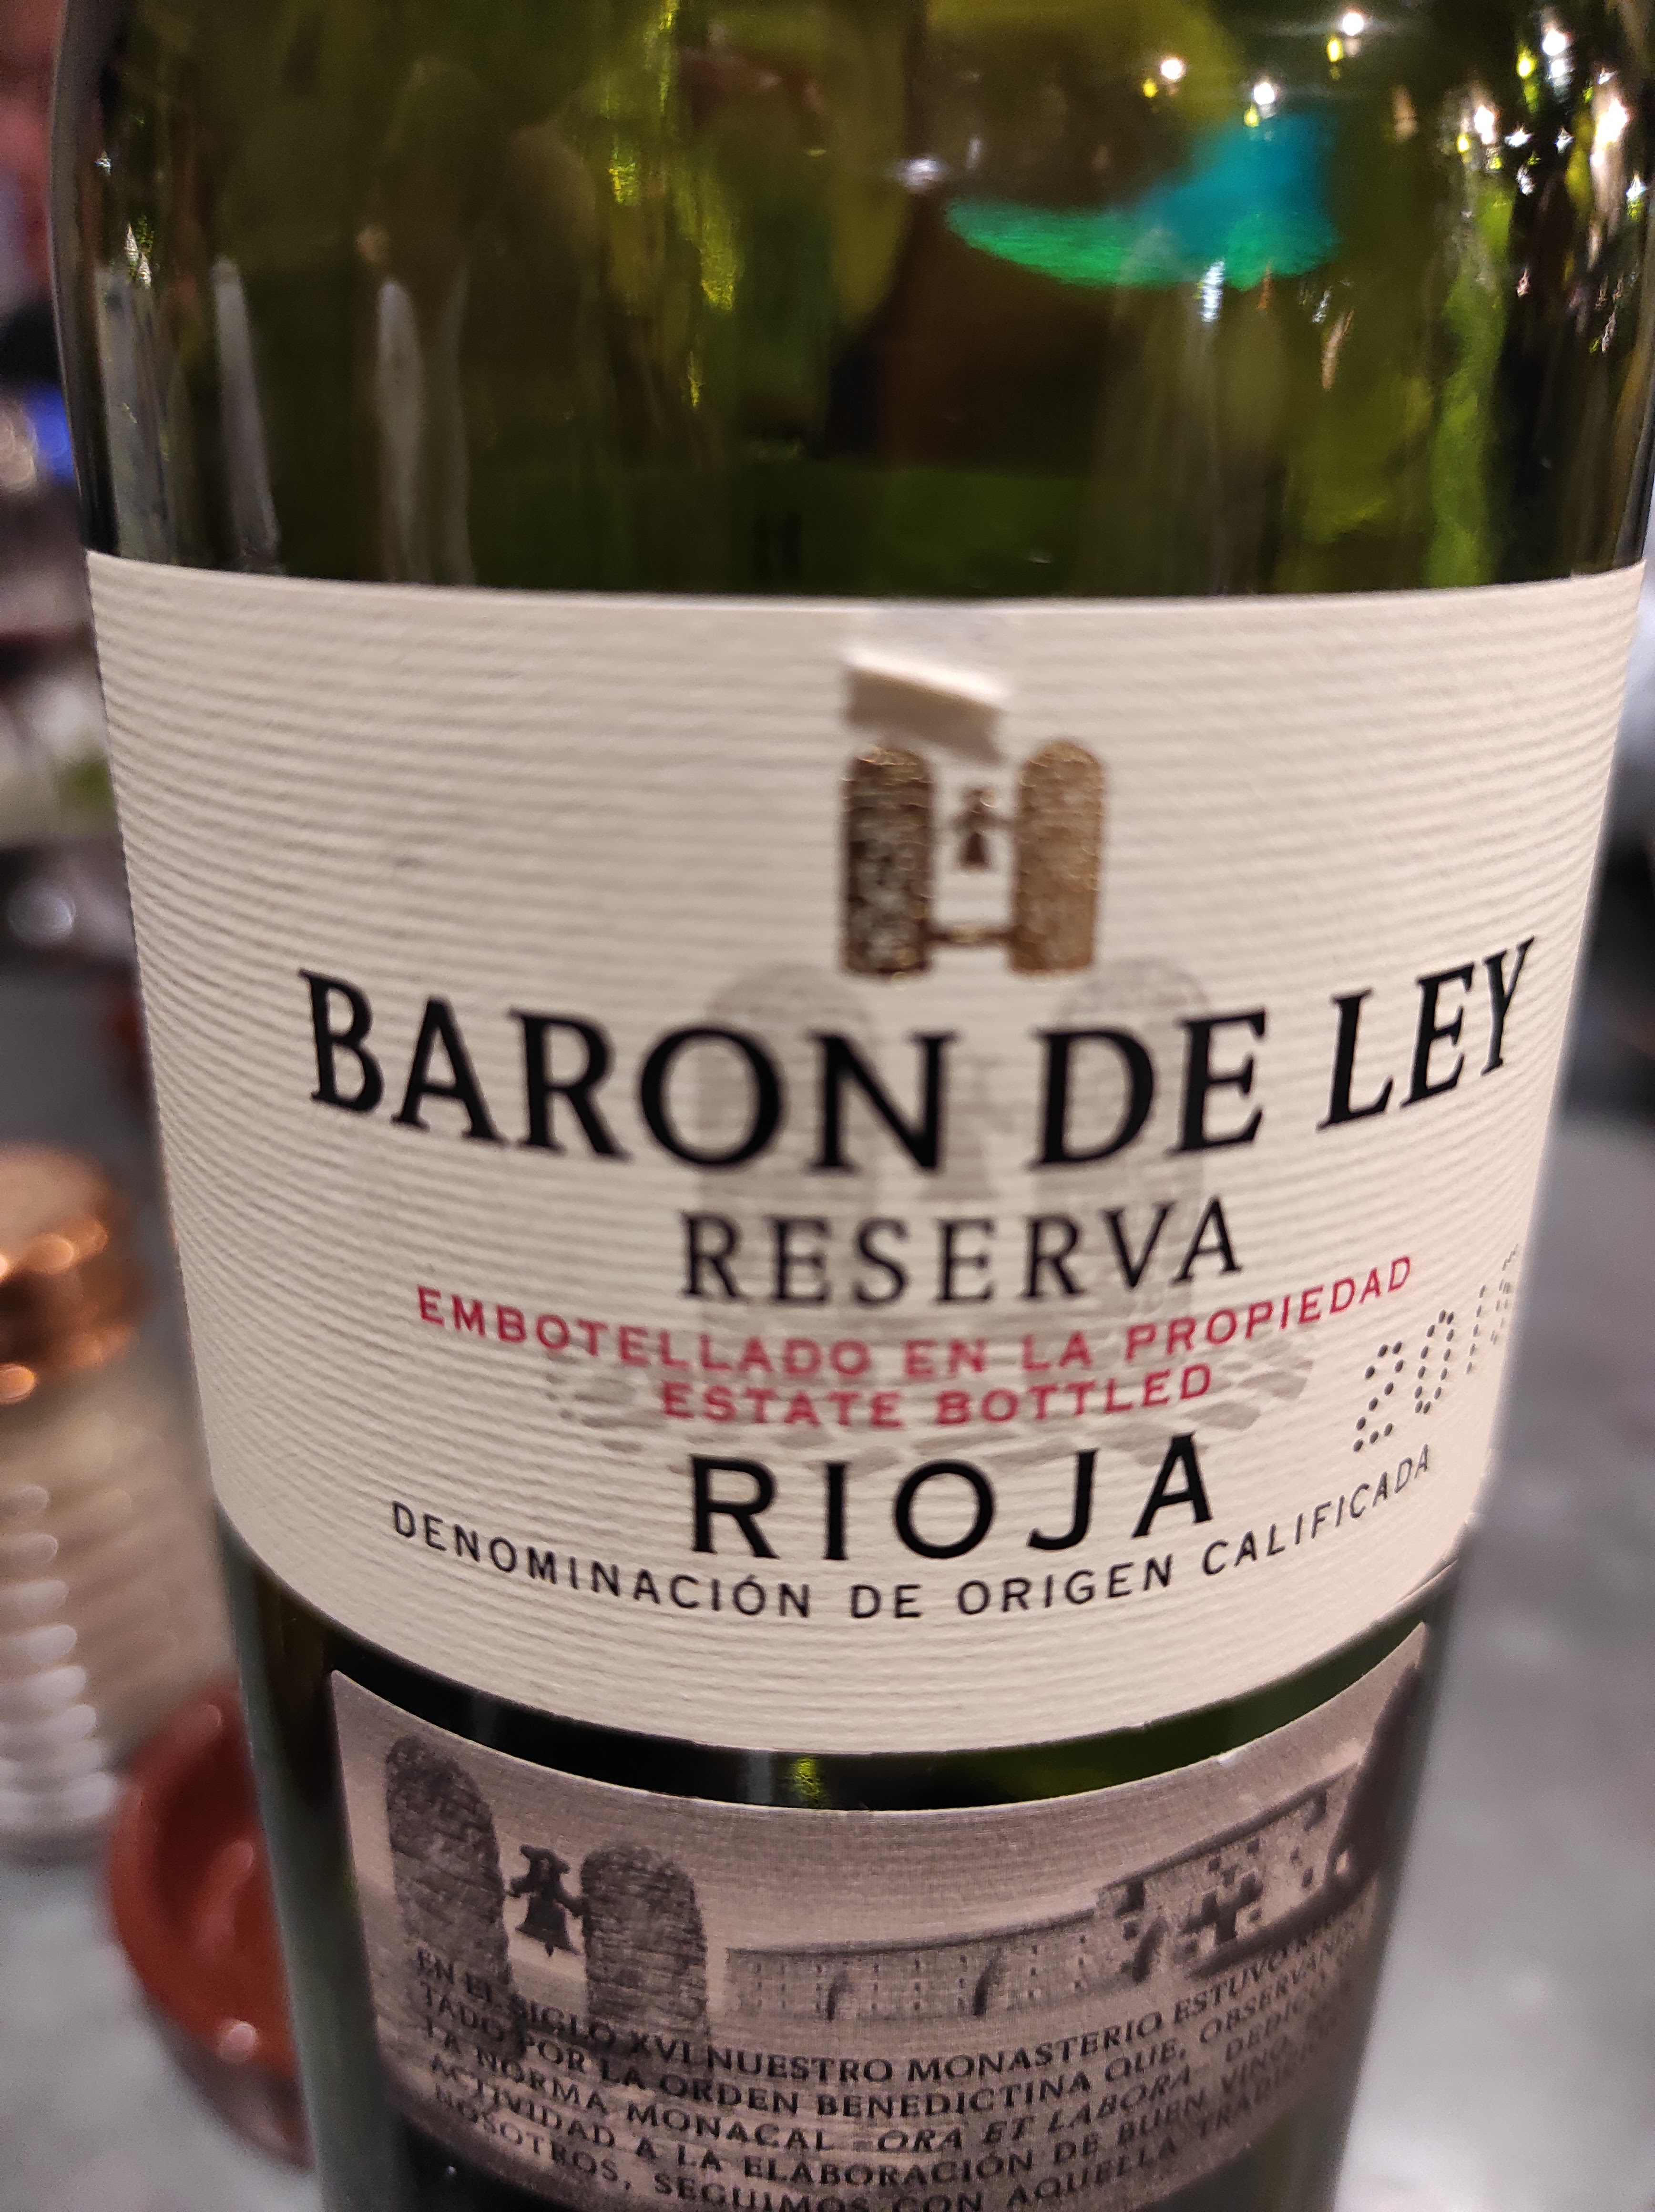 BARON DE LEY
RESERVA
EMBOTELLADO EN LA PROPIEDAD
ESTATE BOTTLED
RIOJA
DENOMINACIÓN DE ORIGEN CALIFICADA
EN EL SIGLO XVI NUESTRO MONASTERIO ESTUVO
TADO POR LA ORDEN BENEDICTINA QUE, OBSERVAN
LA NORMA MONACAL "ORA ET LABORA" DEDICÓ
ACTIVIDAD A LA ELABORACIÓN DE BUEN VINO.
NOSOTROS, SEGUIMOS CON AQUELLA